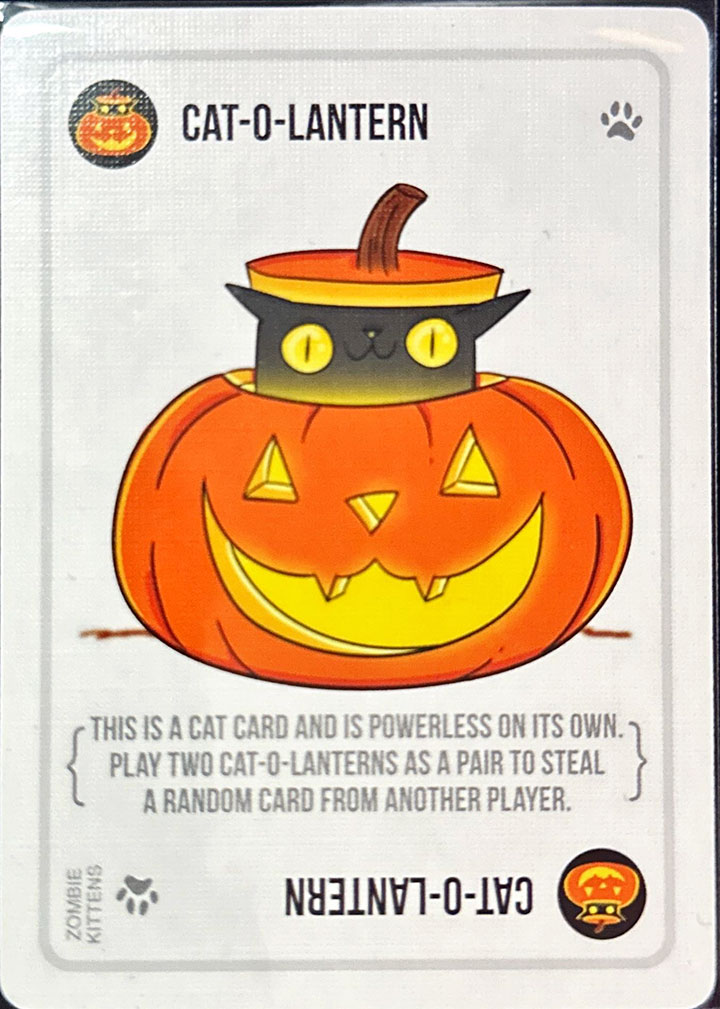 CAT-O-LANTERN
THIS IS A CAT CARD AND IS POWERLESS ON ITS OWN.
PLAY TWO CAT-O-LANTERNS AS A PAIR TO STEAL
A RANDOM CARD FROM ANOTHER PLAYER.
ZOMBIE
KITTENS
CAT-O-LANTERN